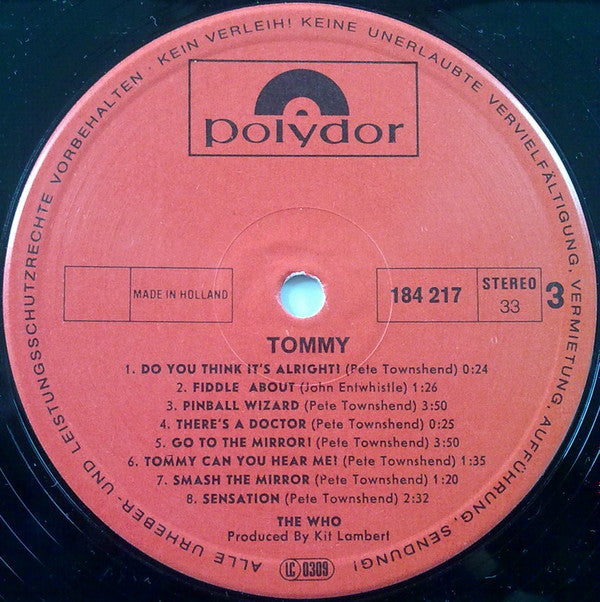 ALLE URHEBER- UND LEISTUNGSSCHUTZRECHTE VORBEHALTEN · KEIN VERLEIH! KEINE UNERLAUBTE VERVIELFÄLTIGUNG, VERMIETUNG, AUFFÜHRUNG, SENDUNG!
polydor
MADE IN HOLLAND
184 217
STEREO
33
3
TOMMY
1. DO YOU THINK IT'S ALRIGHT! (Pete Townshend) 0:24
2. FIDDLE ABOUT (John Entwhistle) 1:26
3. PINBALL WIZARD (Pete Townshend) 3:50
4. THERE'S A DOCTOR (Pete Townshend) 0:25
5. GO TO THE MIRROR! (Pete Townshend) 3:50
6. TOMMY CAN YOU HEAR ME! (Pete Townshend) 1:35
7. SMASH THE MIRROR (Pete Townshend) 1:20
8. SENSATION (Pete Townshend) 2:32
THE WHO
Produced By Kit Lambert
LC 0309